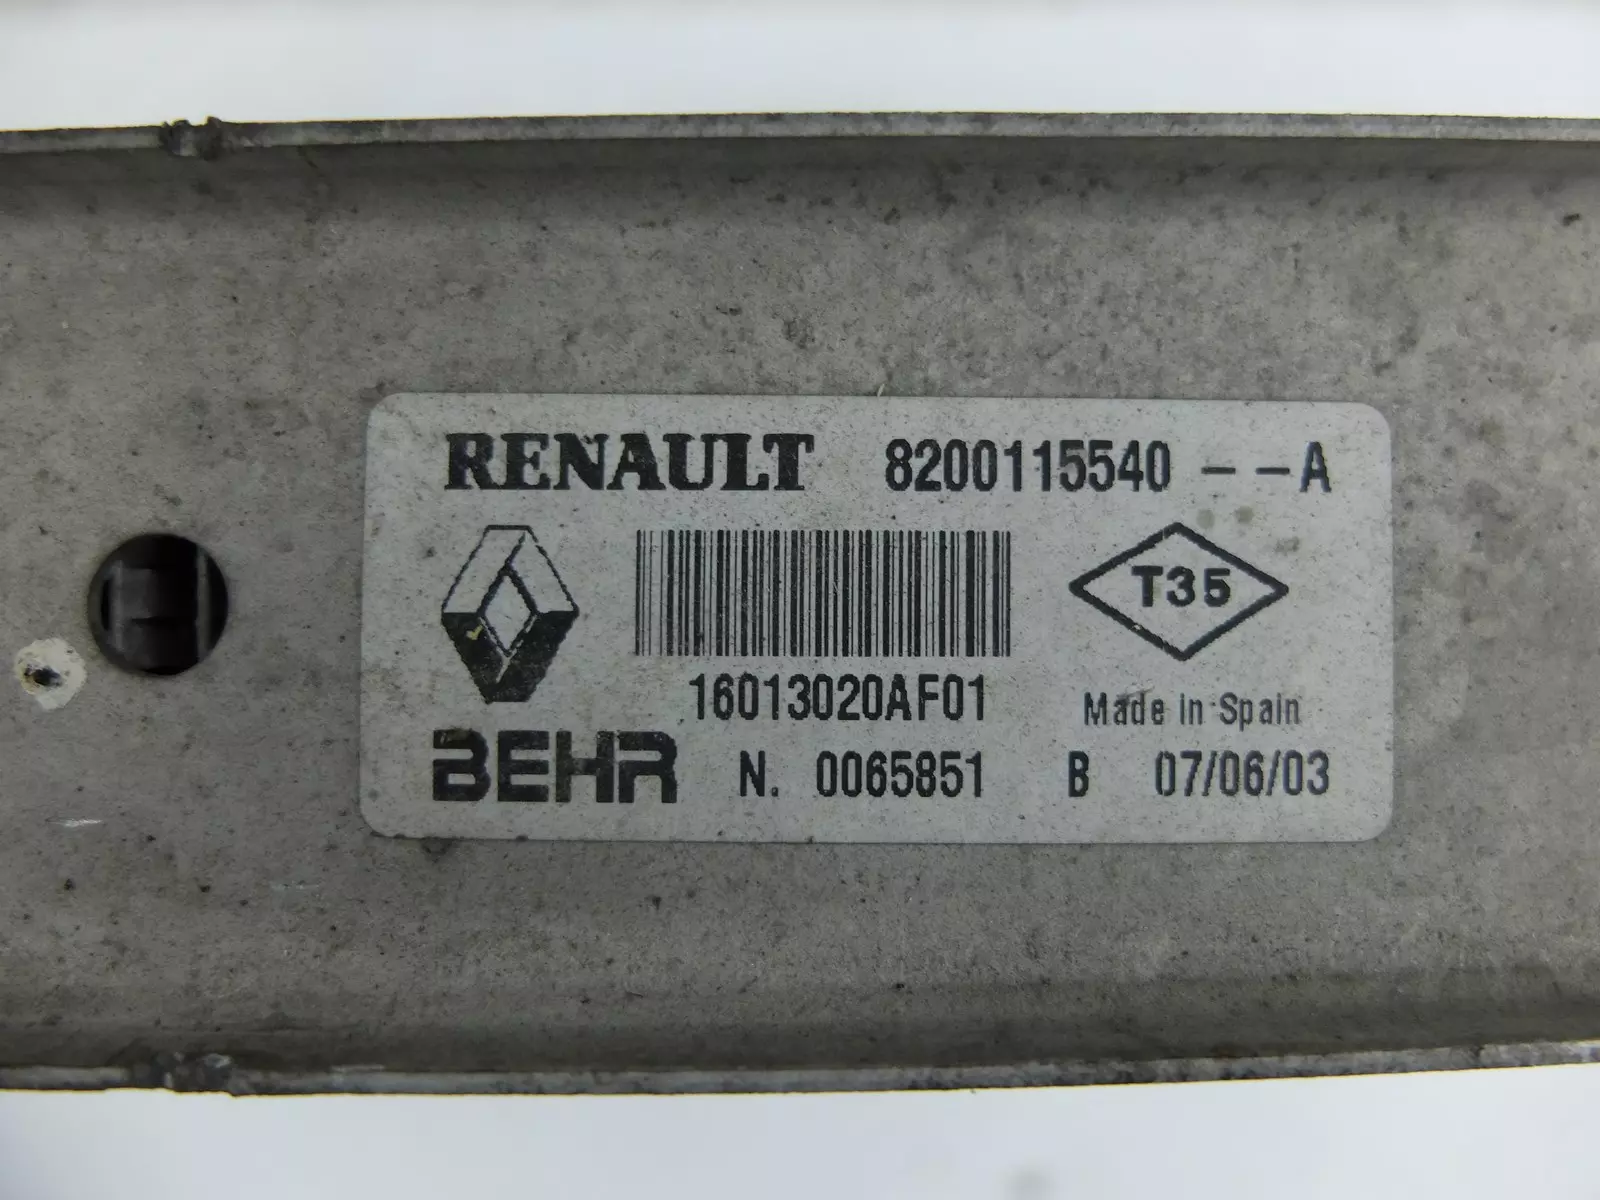 RENAULT 8200115540 --A
T35
16013020AF01
Made in Spain
BEHR N. 0065851 B 07/06/03